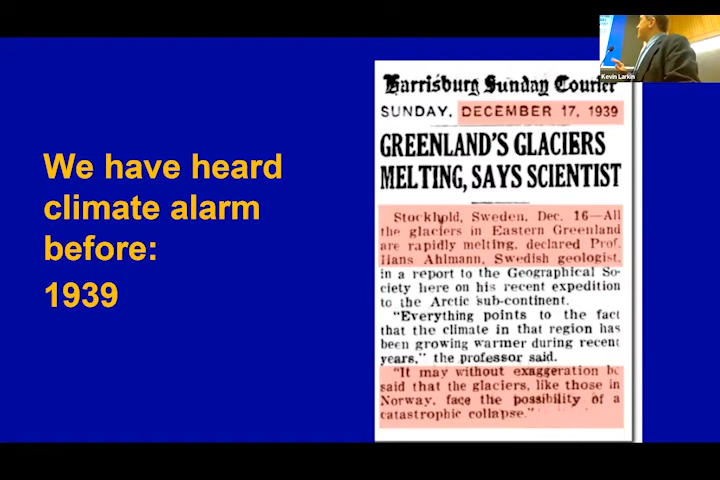 We have heard
climate alarm
before:
1939
Harrisburg Sunday Courier
SUNDAY, DECEMBER 17, 1939
GREENLAND'S GLACIERS
MELTING, SAYS SCIENTIST
Stockhold, Sweden, Dec. 16—All
the glaciers in Eastern Greenland
are rapidly melting, declared Prof.
Hans Ahlmann, Swedish geologist,
in a report to the Geographical So-
ciety here on his recent expedition
to the Arctic sub-continent.
"Everything points to the fact
that the climate in that region has
been growing warmer during recent
years," the professor said.
"It may without exaggeration be
said that the glaciers, like those in
Norway, face the possibility of a
catastrophic collapse."
Kevin Larkin